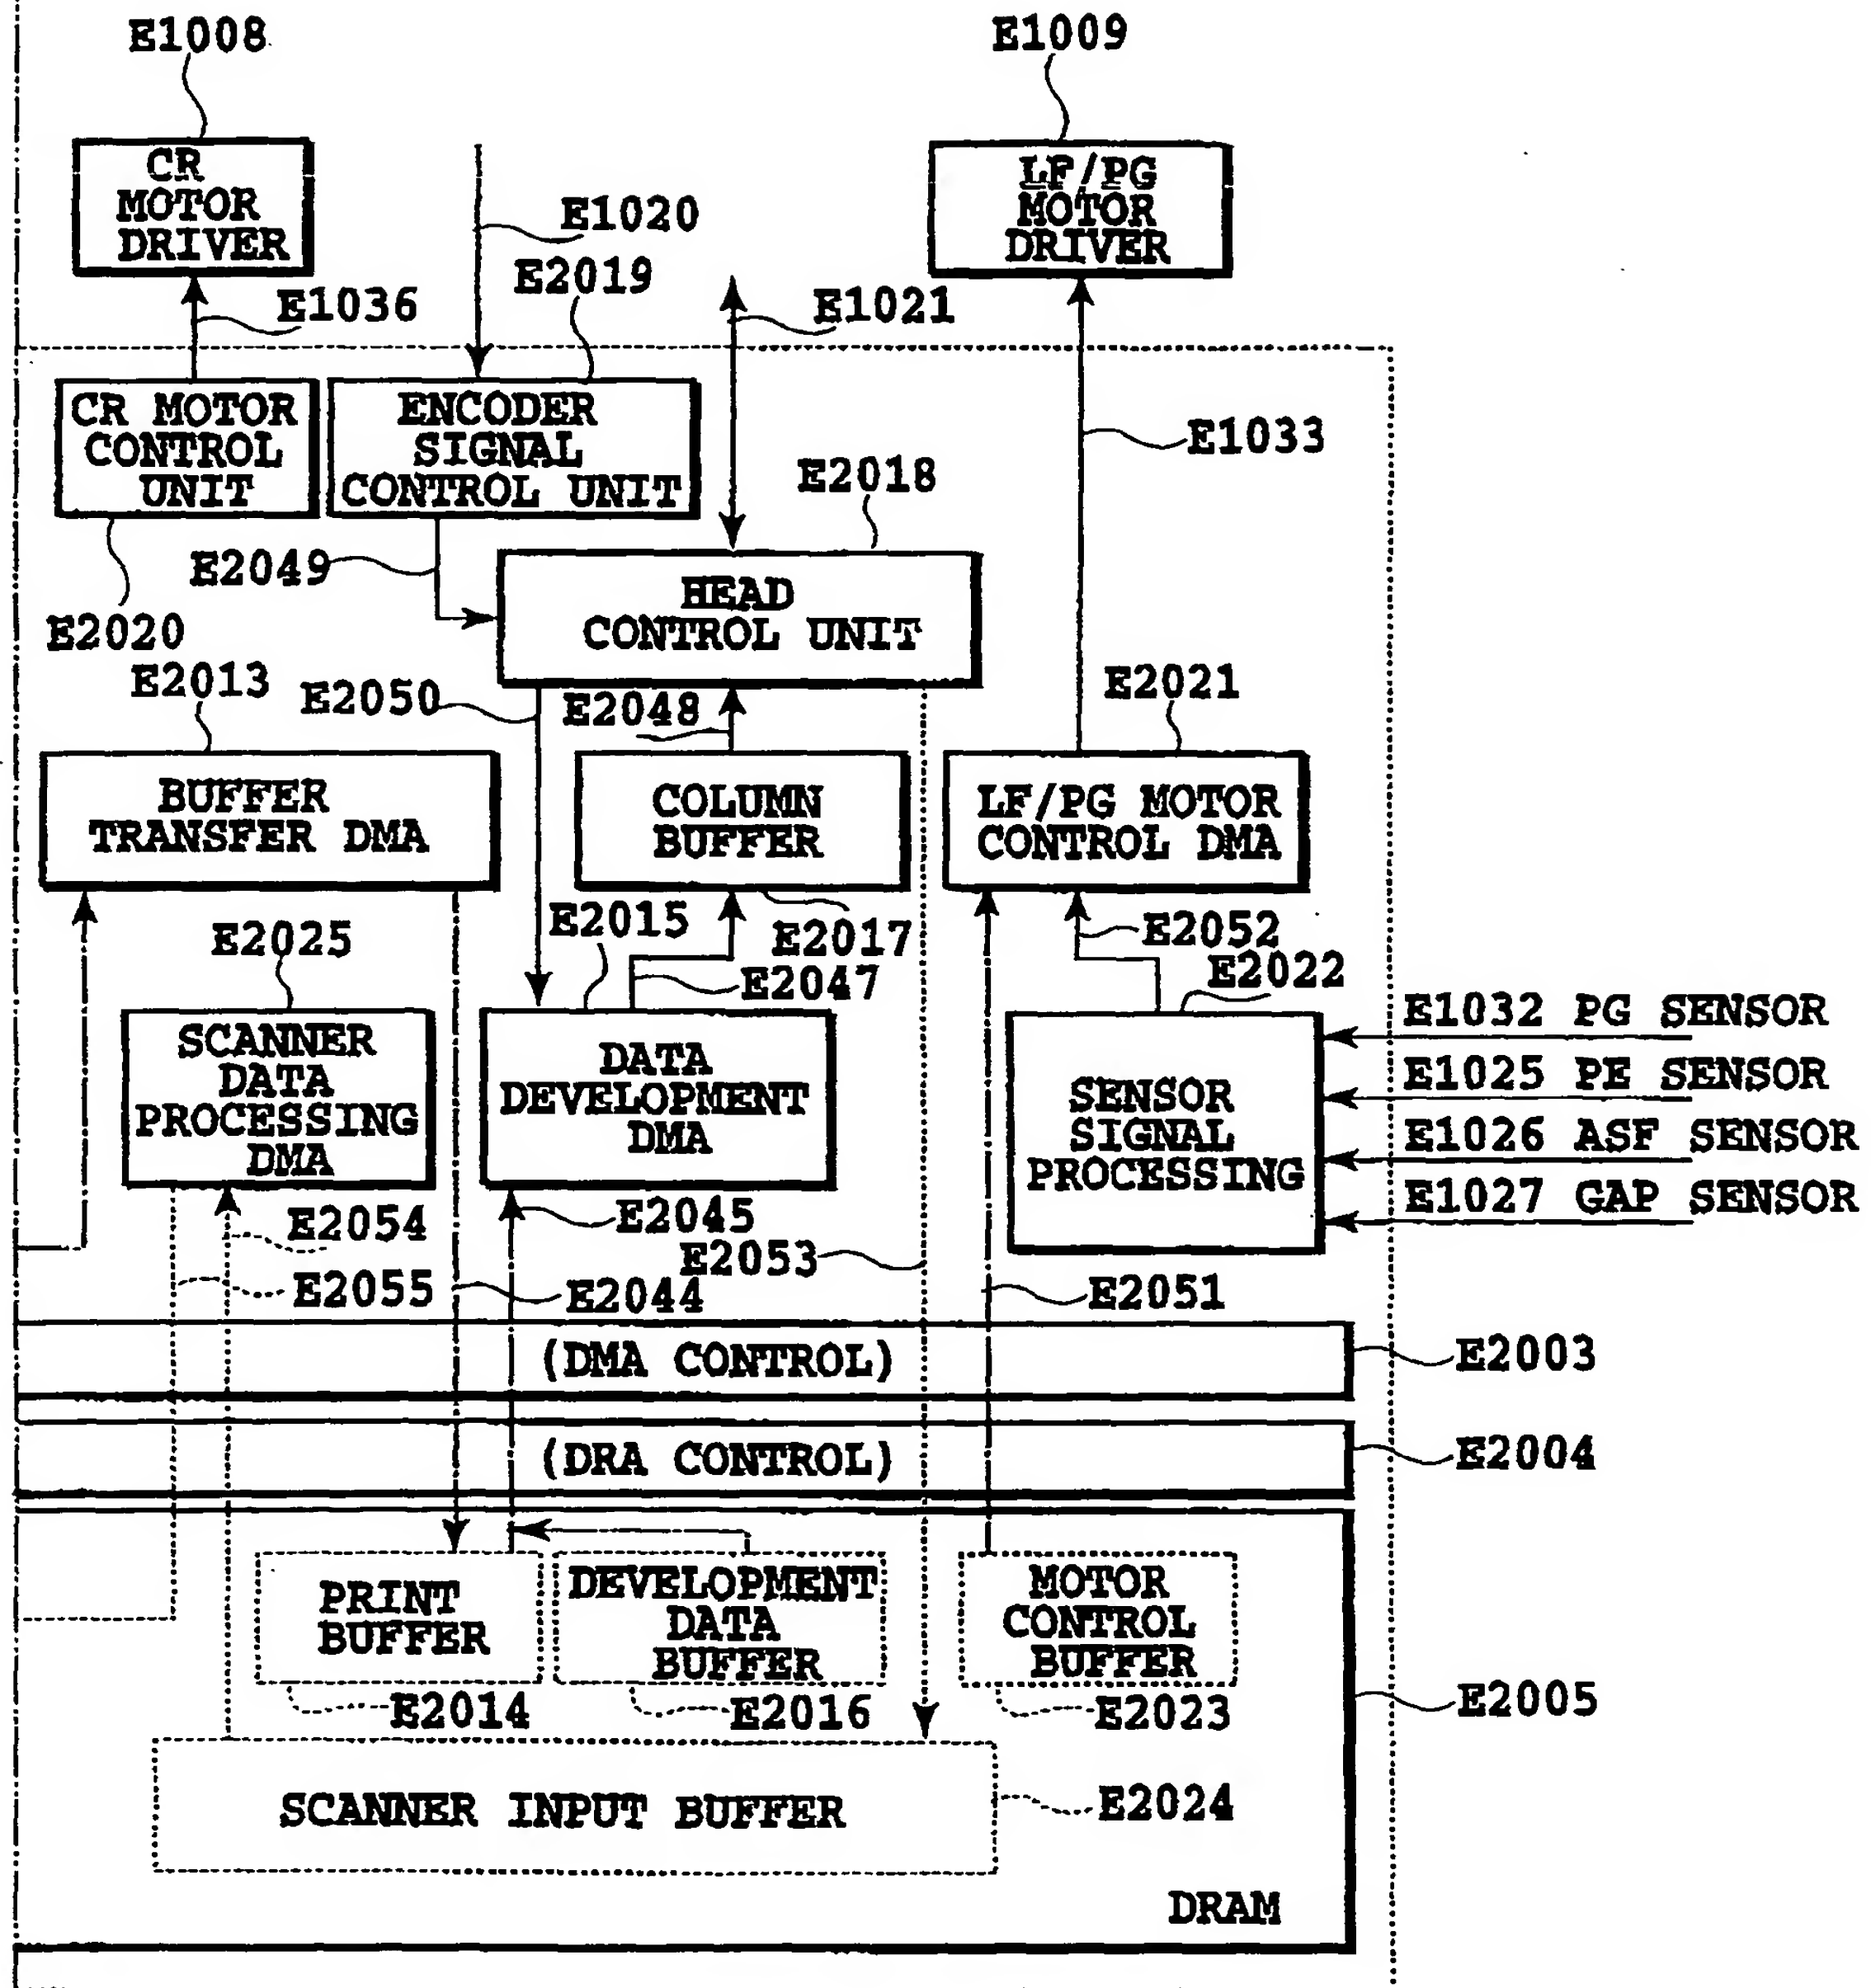 E1008
E1009
CR
MOTOR
DRIVER
LF/PG
MOTOR
DRIVER
E1020
E2019
E1036
E1021
CR MOTOR
CONTROL
UNIT
ENCODER
SIGNAL
CONTROL UNIT
E1033
E2018
E2049
HEAD
CONTROL UNIT
E2020
E2013
E2050
E2048
E2021
BUFFER
TRANSFER DMA
COLUMN
BUFFER
LF/PG MOTOR
CONTROL DMA
E2025
E2015
E2017
E2047
E2052
E2022
SCANNER
DATA
PROCESSING
DMA
DATA
DEVELOPMENT
DMA
SENSOR
SIGNAL
PROCESSING
E1032 PG SENSOR
E1025 PE SENSOR
E1026 ASF SENSOR
E1027 GAP SENSOR
E2054
E2045
E2053
E2055
E2044
E2051
(DMA CONTROL)
E2003
(DRA CONTROL)
E2004
PRINT
BUFFER
DEVELOPMENT
DATA
BUFFER
MOTOR
CONTROL
BUFFER
E2014
E2016
E2023
E2005
SCANNER INPUT BUFFER
E2024
DRAM